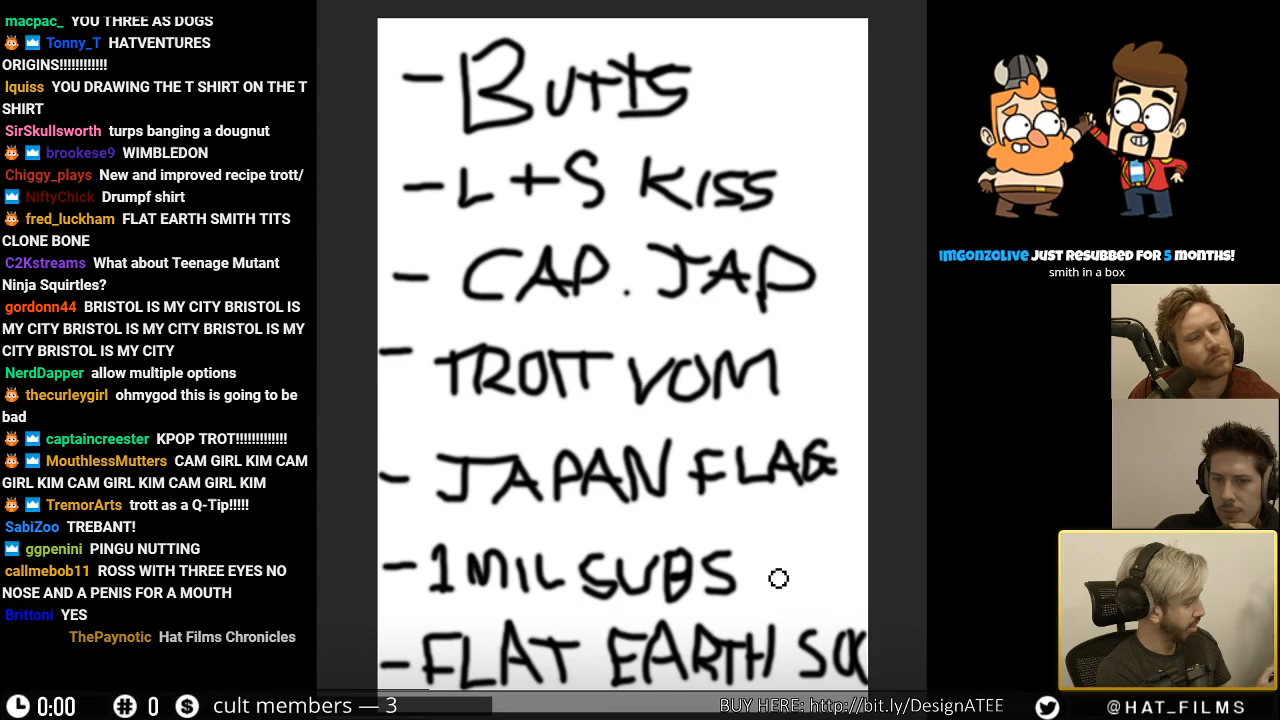 macpac_ YOU THREE AS DOGS
Tonny_T HATVENTURES
ORIGINS!!!!!!!!!!!!
lquiss YOU DRAWING THE T SHIRT ON THE T
SHIRT
SirSkullsworth turps banging a dougnut
brookese9 WIMBLEDON
Chiggy_plays New and improved recipe trott/
NiftyChick Drumpf shirt
fred_luckham FLAT EARTH SMITH TITS
CLONE BONE
C2Kstreams What about Teenage Mutant
Ninja Squirtles?
gordonn44 BRISTOL IS MY CITY BRISTOL IS
MY CITY BRISTOL IS MY CITY BRISTOL IS MY
CITY BRISTOL IS MY CITY
NerdDapper allow multiple options
thecurleygirl ohmygod this is going to be
bad
captaincreester KPOP TROT!!!!!!!!!!!!!
MouthlessMutters CAM GIRL KIM CAM
GIRL KIM CAM GIRL KIM CAM GIRL KIM
TremorArts trott as a Q-Tip!!!!!
SabiZoo TREBANT!
ggpenini PINGU NUTTING
callmebob11 ROSS WITH THREE EYES NO
NOSE AND A PENIS FOR A MOUTH
Brittoni YES
ThePaynotic Hat Films Chronicles
- BUTTS
- L+S KISS
- CAP. JAP
- TROTT VOM
- JAPAN FLAG
- 1 MIL SUBS
- FLAT EARTH SOC
IMGONZOLIVE JUST RESUBBED FOR 5 MONTHS!
smith in a box
0:00 # 0 $ cult members — 3
BUY HERE: http://bit.ly/DesignATEE
@HAT_FILMS